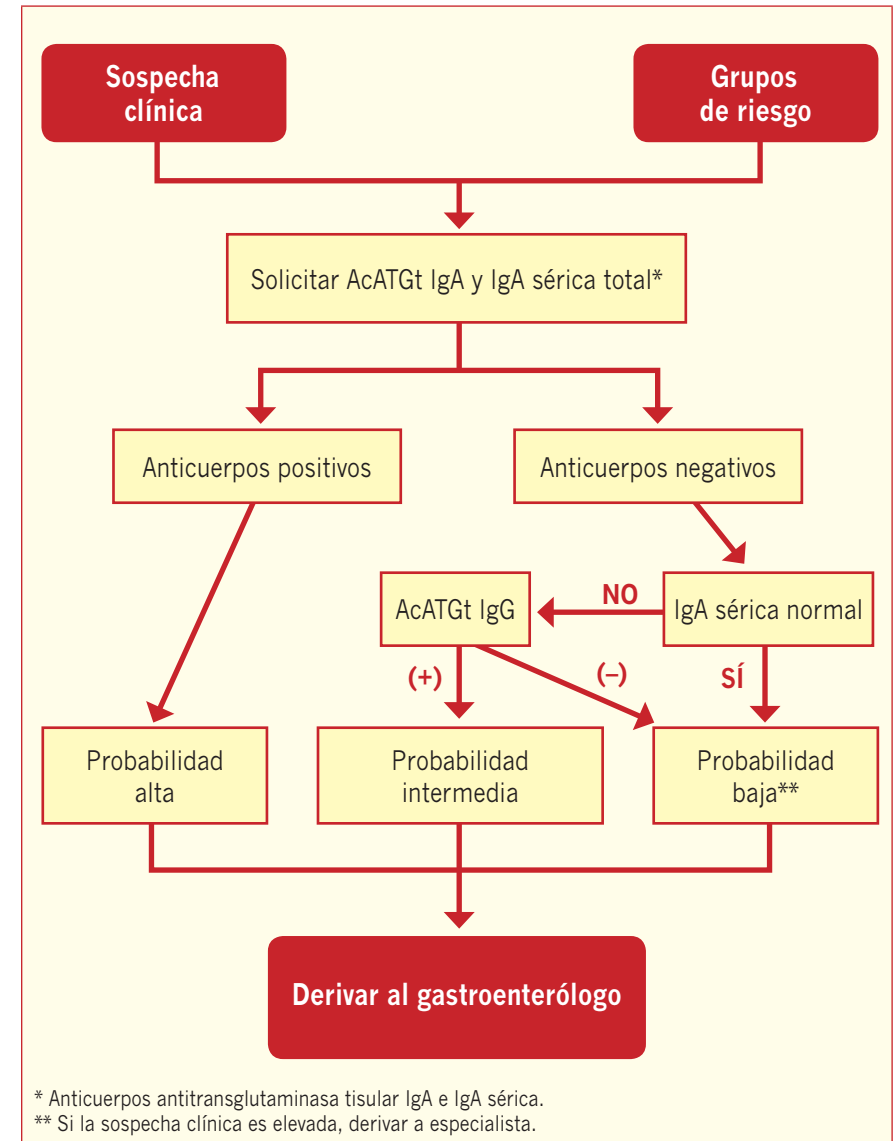 Sospecha
clínica
Grupos
de riesgo
Solicitar AcATGt IgA y IgA sérica total*
Anticuerpos positivos
Anticuerpos negativos
AcATGt IgG
NO
IgA sérica normal
(+)
(–)
SÍ
Probabilidad
alta
Probabilidad
intermedia
Probabilidad
baja**
Derivar al gastroenterólogo
* Anticuerpos antitransglutaminasa tisular IgA e IgA sérica.
** Si la sospecha clínica es elevada, derivar a especialista.